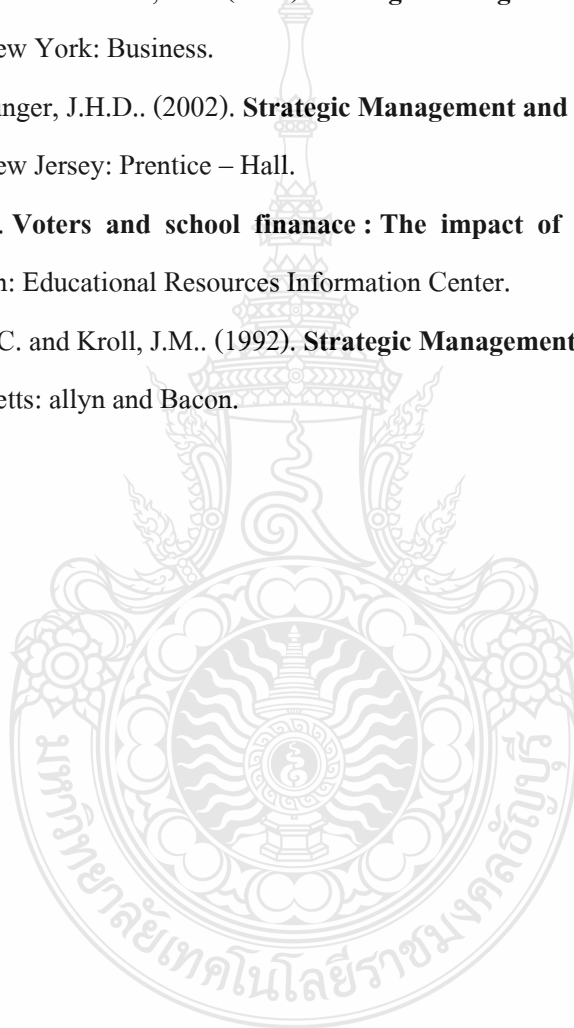 ew York: Business.
nger, J.H.D.. (2002). Strategic Management and
ew Jersey: Prentice – Hall.
. Voters and school finanace : The impact of
n: Educational Resources Information Center.
C. and Kroll, J.M.. (1992). Strategic Management
etts: allyn and Bacon.
มหาวิทยาลัยเทคโนโลยีราชมงคลธัญบุรี